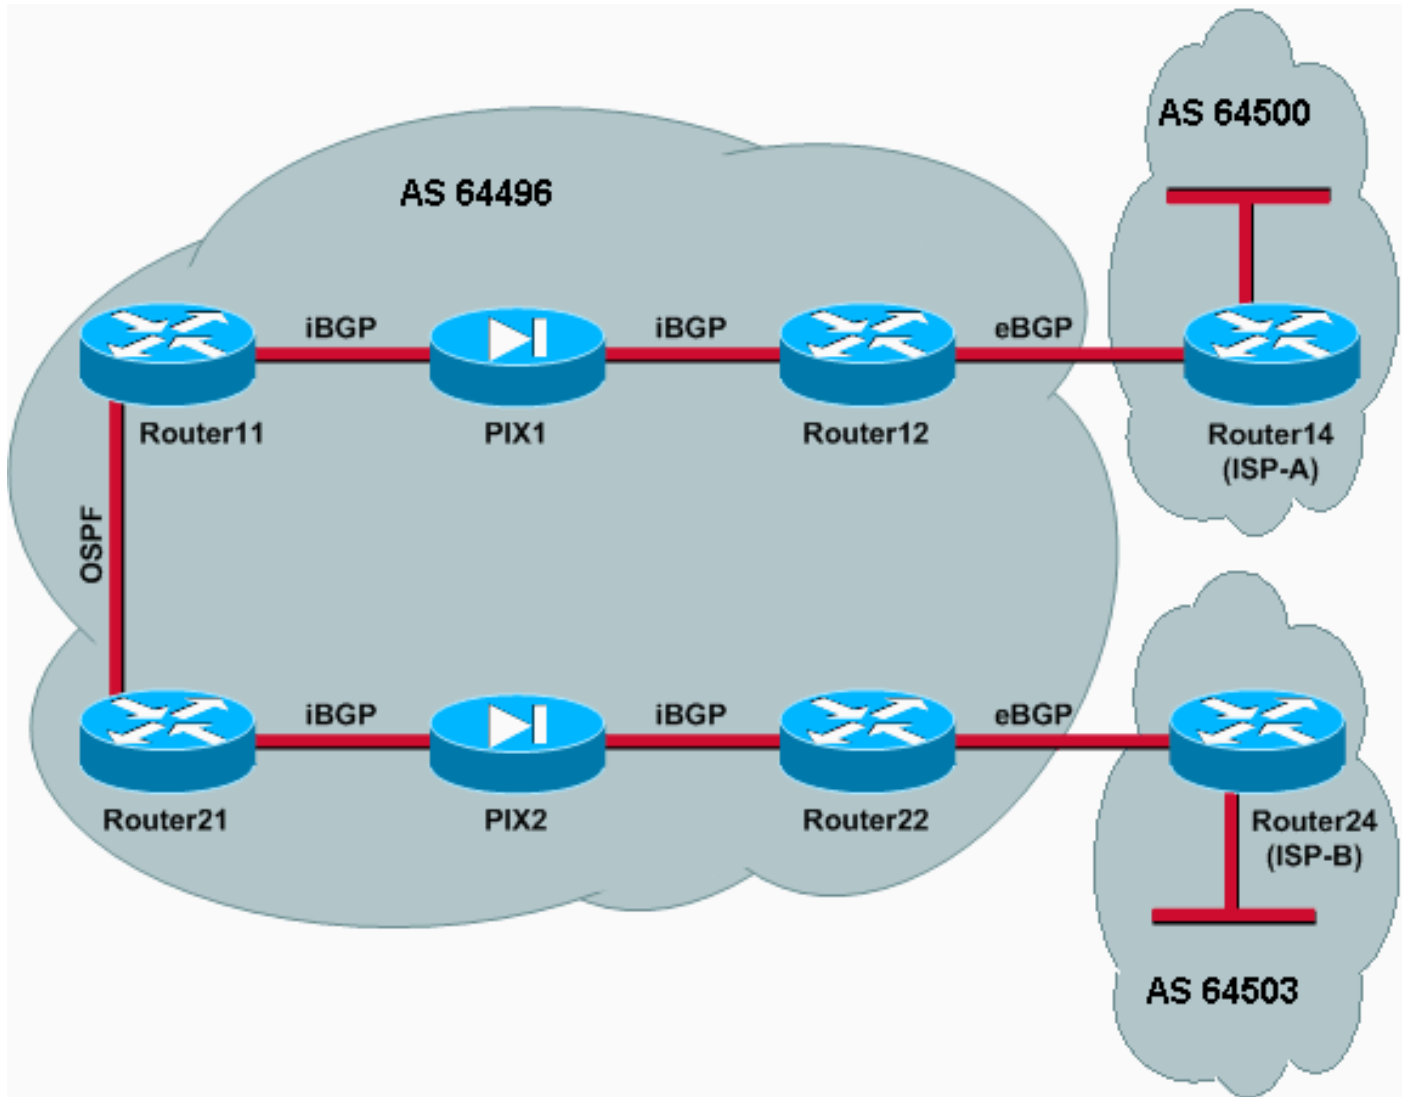 AS 64500
AS 64496
iBGP
iBGP
eBGP
Router11
PIX1
Router12
Router14
(ISP-A)
OSPF
iBGP
iBGP
eBGP
Router21
PIX2
Router22
Router24
(ISP-B)
AS 64503